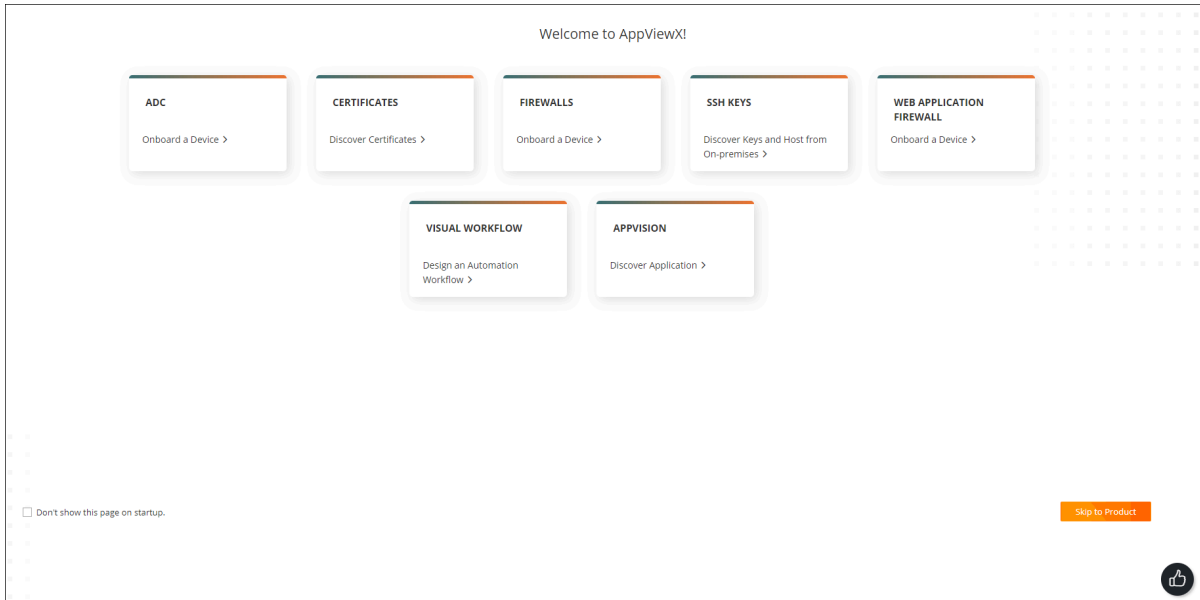 Welcome to AppViewX!
ADC
Onboard a Device >
CERTIFICATES
Discover Certificates >
FIREWALLS
Onboard a Device >
SSH KEYS
Discover Keys and Host from
On-premises >
WEB APPLICATION
FIREWALL
Onboard a Device >
VISUAL WORKFLOW
Design an Automation
Workflow >
APPVISION
Discover Application >
Don't show this page on startup.
Skip to Product